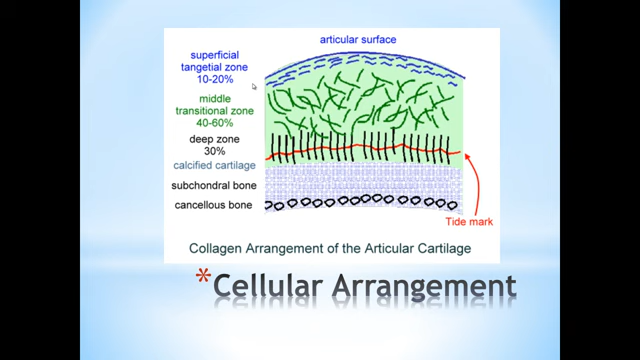 articular surface
superficial
tangetial zone
10-20%
middle
transitional zone
40-60%
deep zone
30%
calcified cartilage
subchondral bone
cancellous bone
Tide mark
Collagen Arrangement of the Articular Cartilage
*Cellular Arrangement